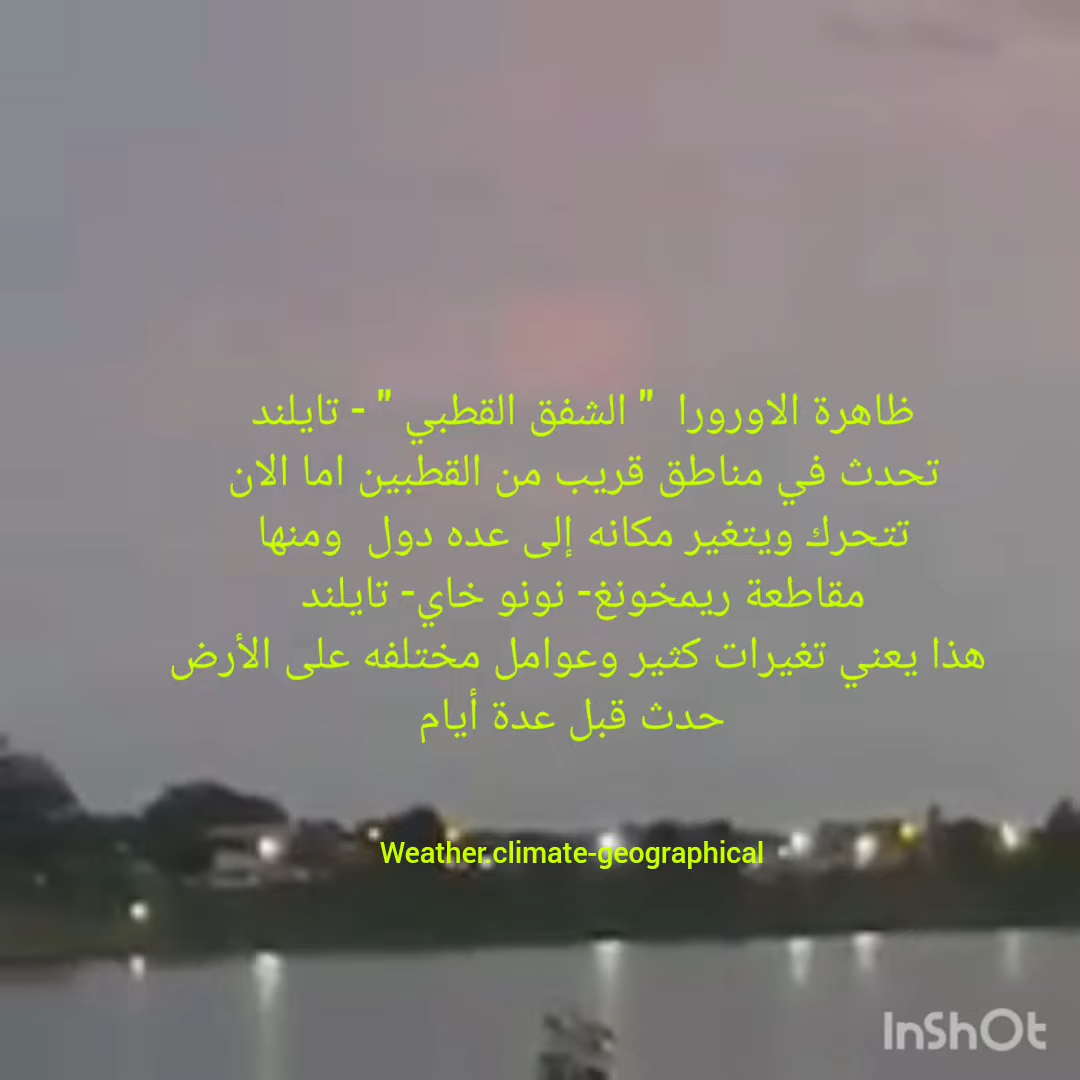 ظاهرة الاورورا " الشفق القطبي " - تايلند
تحدث في مناطق قريب من القطبين اما الان
تتحرك ويتغير مكانه إلى عده دول ومنها
مقاطعة ريمخونغ- نونو خاي- تايلند
هذا يعني تغيرات كثير وعوامل مختلفه على الأرض
حدث قبل عدة أيام
Weather.climate-geographical
InShOt